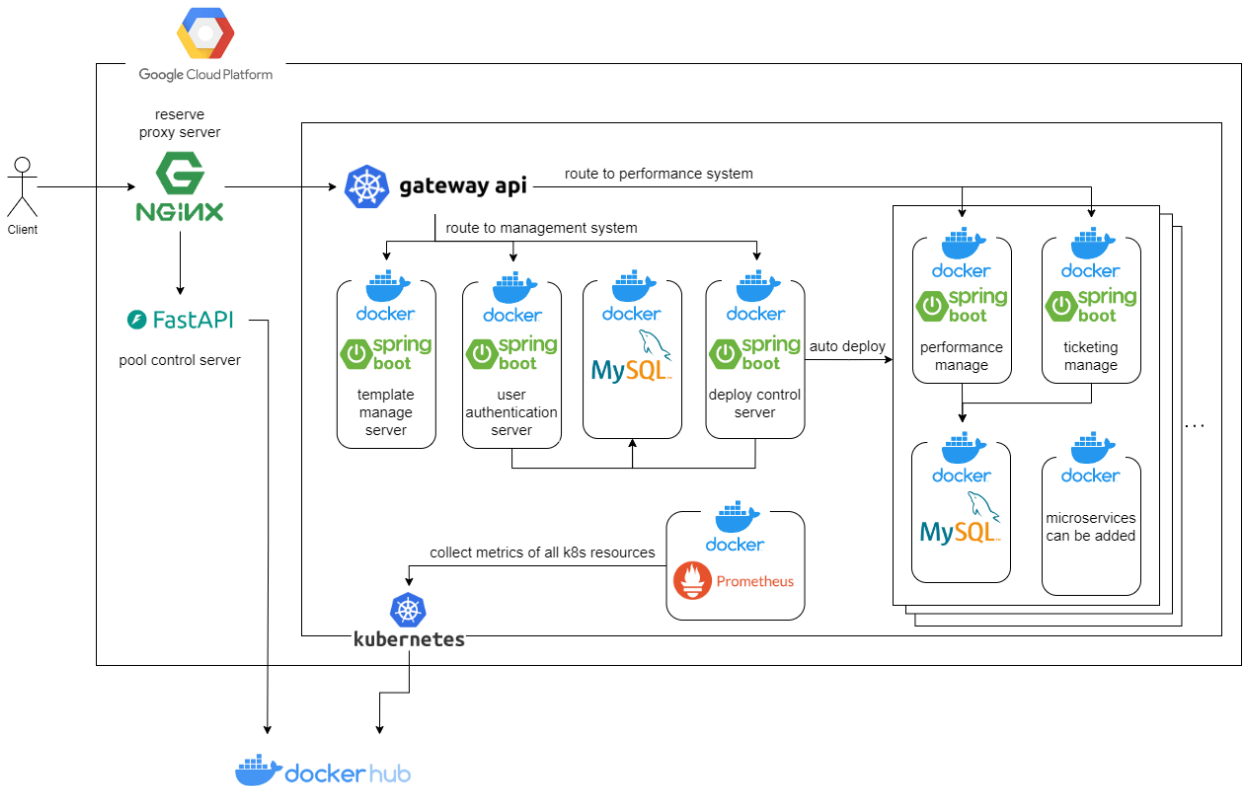 Google Cloud Platform
reserve
proxy server
NGINX
Client
gateway api
route to performance system
route to management system
FastAPI
pool control server
docker
spring
boot
template
manage
server
docker
spring
boot
user
authentication
server
docker
MySQL
docker
spring
boot
deploy control
server
auto deploy
docker
spring
boot
performance
manage
docker
spring
boot
ticketing
manage
docker
MySQL
docker
microservices
can be added
...
docker
Prometheus
collect metrics of all k8s resources
kubernetes
dockerhub